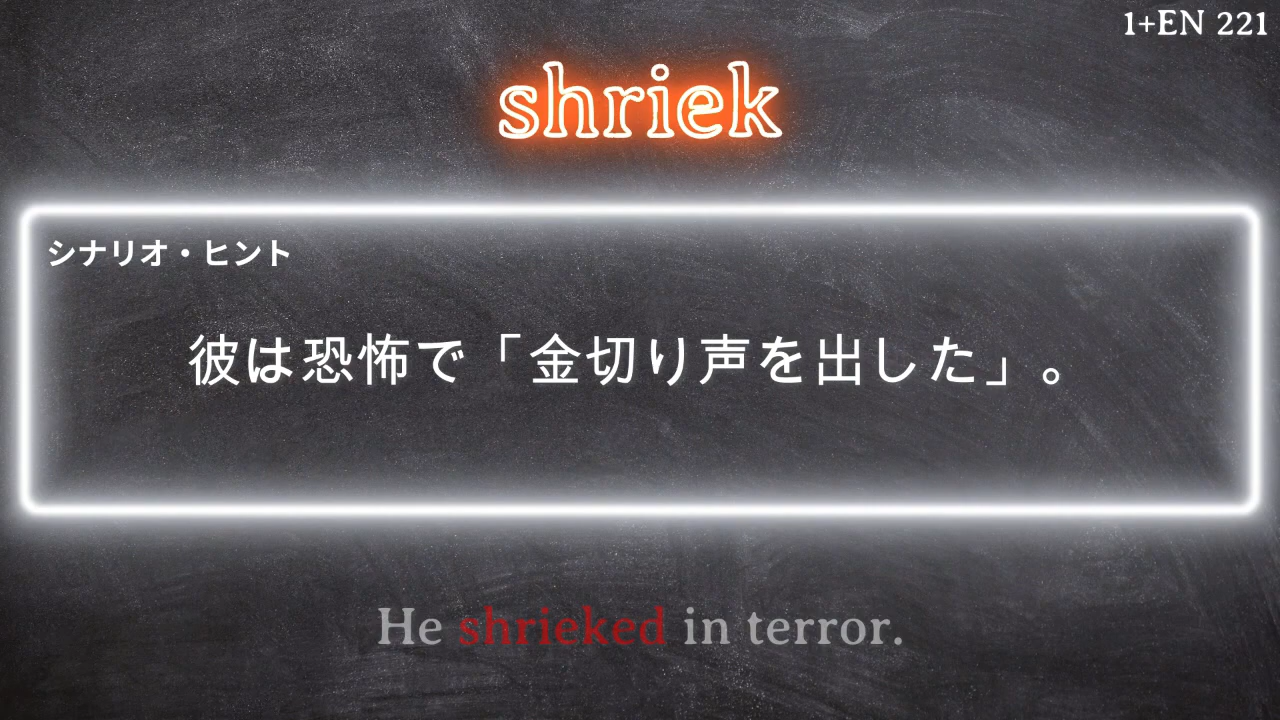 1+EN 221
shriek
シナリオ・ヒント
彼は恐怖で「金切り声を出した」。
He shrieked in terror.